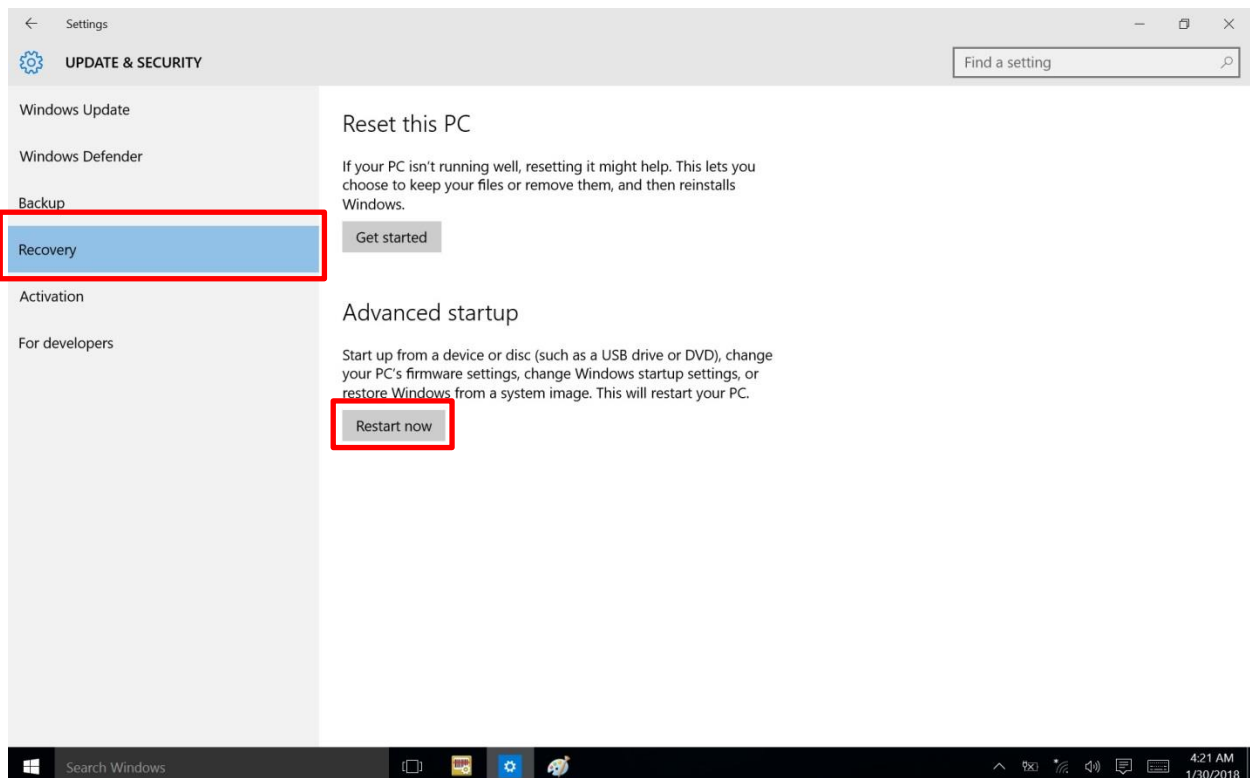 Settings
UPDATE & SECURITY
Find a setting
Windows Update
Windows Defender
Backup
Recovery
Activation
For developers
Reset this PC
If your PC isn't running well, resetting it might help. This lets you
choose to keep your files or remove them, and then reinstalls
Windows.
Get started
Advanced startup
Start up from a device or disc (such as a USB drive or DVD), change
your PC's firmware settings, change Windows startup settings, or
restore Windows from a system image. This will restart your PC.
Restart now
Search Windows
4:21 AM
1/30/2018